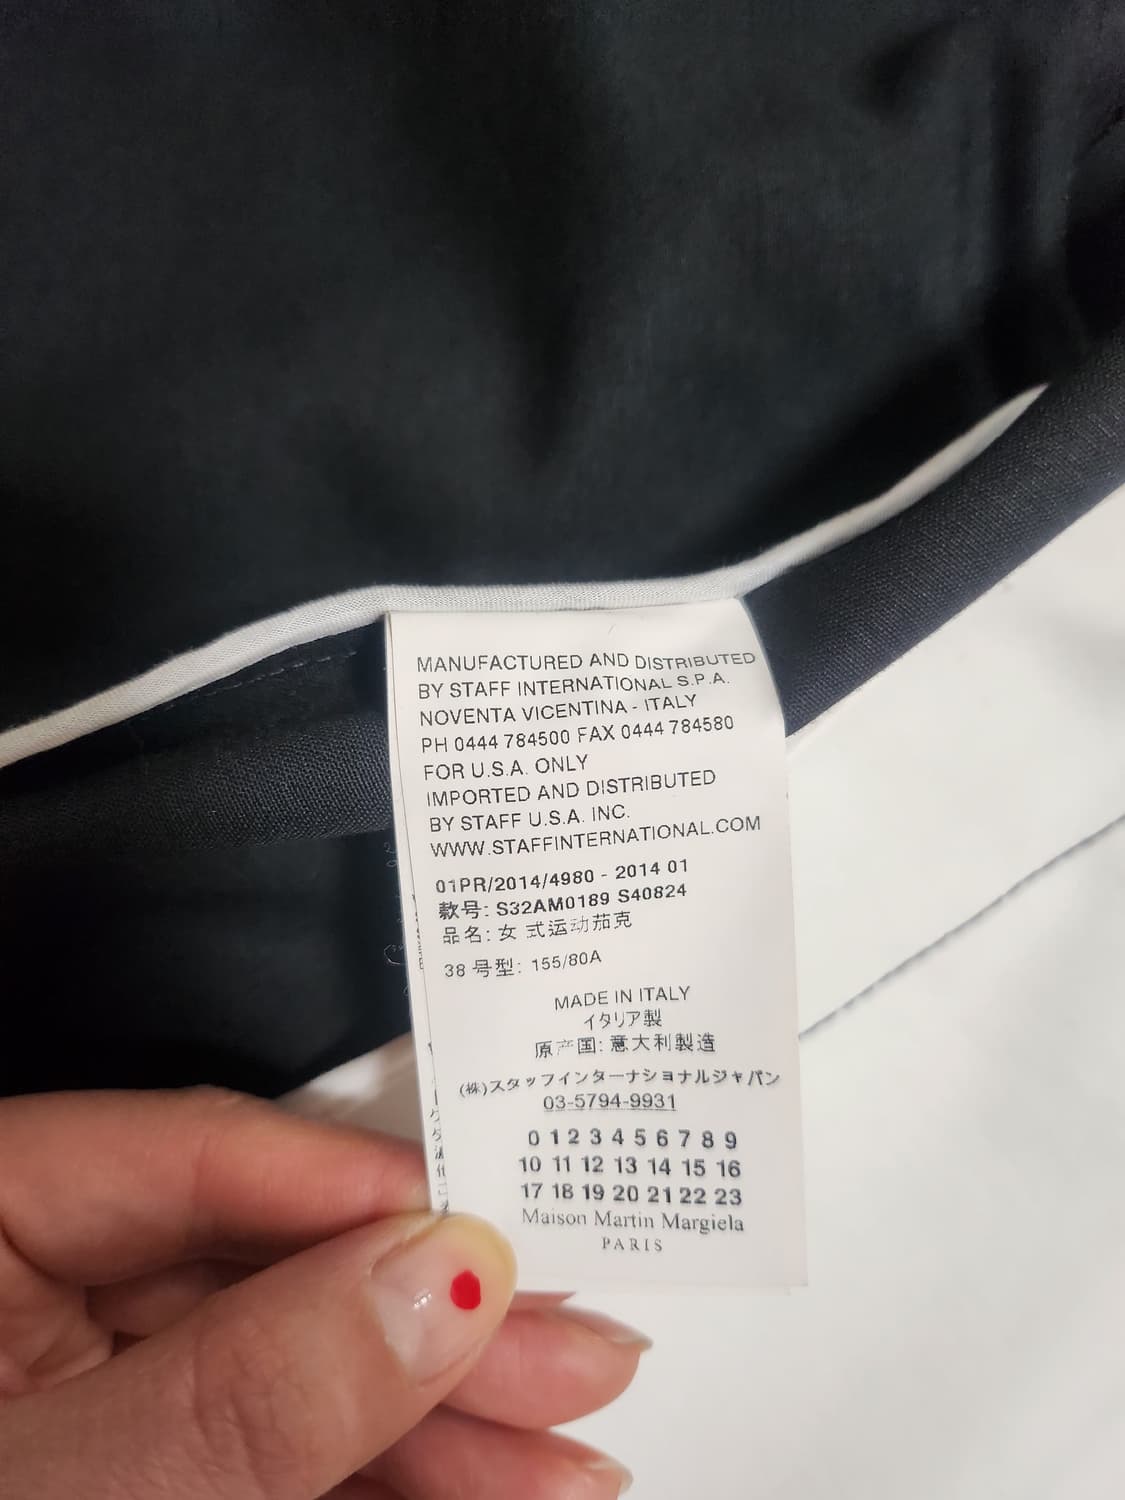 MANUFACTURED AND DISTRIBUTED
BY STAFF INTERNATIONAL S.P.A.
NOVENTA VICENTINA - ITALY
PH 0444 784500 FAX 0444 784580
FOR U.S.A. ONLY
IMPORTED AND DISTRIBUTED
BY STAFF U.S.A. INC.
WWW.STAFFINTERNATIONAL.COM
01PR/2014/4980 - 2014 01
款号: S32AM0189 S40824
品名: 女 式运动茄克
38 号型: 155/80A
MADE IN ITALY
イタリア製
原产国: 意大利製造
(株)スタッフインターナショナルジャパン
03-5794-9931
0 1 2 3 4 5 6 7 8 9
10 11 12 13 14 15 16
17 18 19 20 21 22 23
Maison Martin Margiela
PARIS